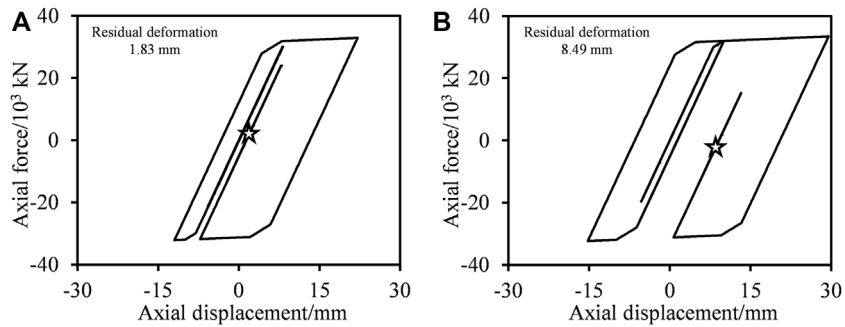 A
Residual deformation
1.83 mm
Axial force/10³ kN
40
20
0
-20
-40
-30
-15
0
15
30
Axial displacement/mm
B
Residual deformation
8.49 mm
Axial force/10³ kN
40
20
0
-20
-40
-30
-15
0
15
30
Axial displacement/mm